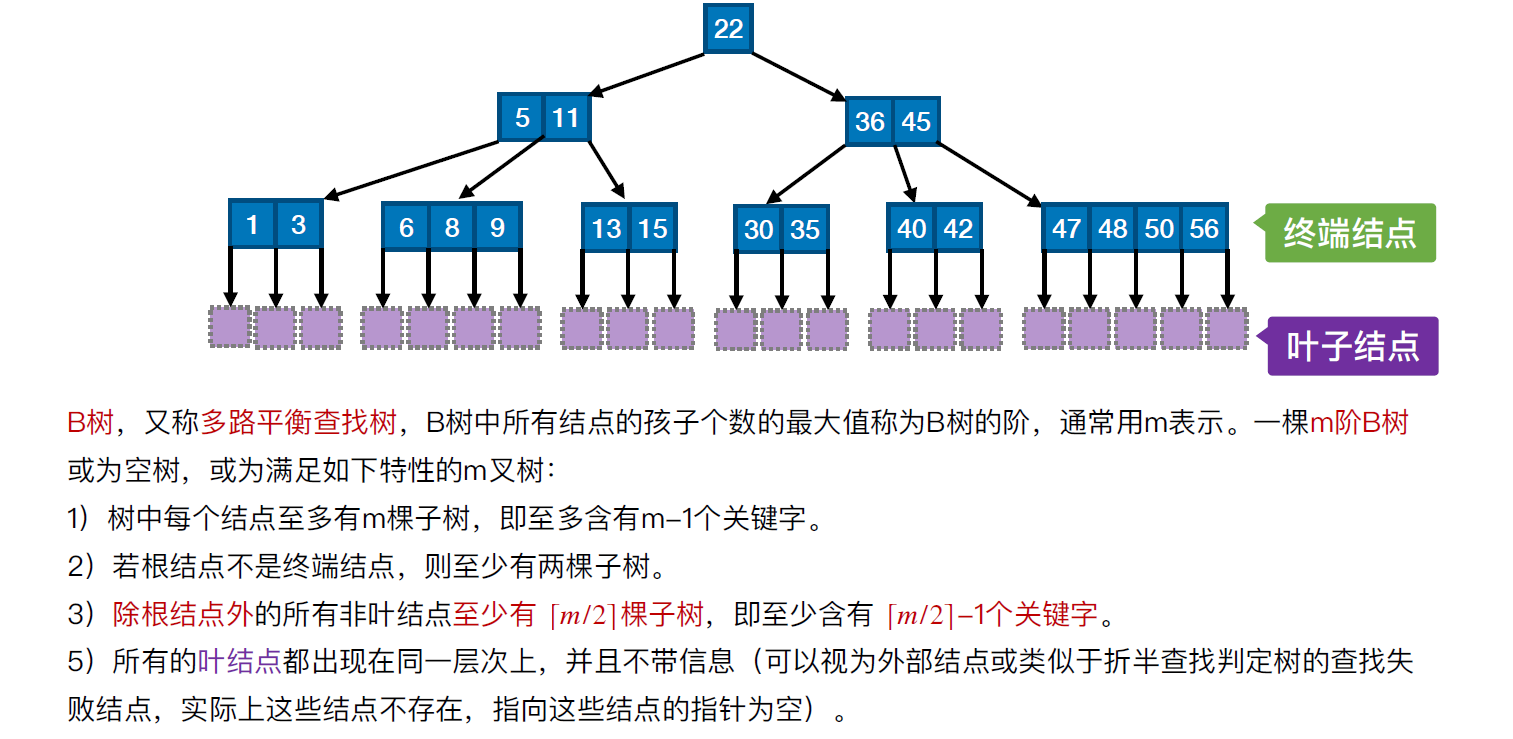 22
5 11
36 45
1 3
6 8 9
13 15
30 35
40 42
47 48 50 56
终端结点
叶子结点
B树，又称多路平衡查找树，B树中所有结点的孩子个数的最大值称为B树的阶，通常用m表示。一棵m阶B树
或为空树，或为满足如下特性的m叉树：
1）树中每个结点至多有m棵子树，即至多含有m–1个关键字。
2）若根结点不是终端结点，则至少有两棵子树。
3）除根结点外的所有非叶结点至少有 ⌈m/2⌉棵子树，即至少含有 ⌈m/2⌉–1个关键字。
5）所有的叶结点都出现在同一层次上，并且不带信息（可以视为外部结点或类似于折半查找判定树的查找失
败结点，实际上这些结点不存在，指向这些结点的指针为空）。